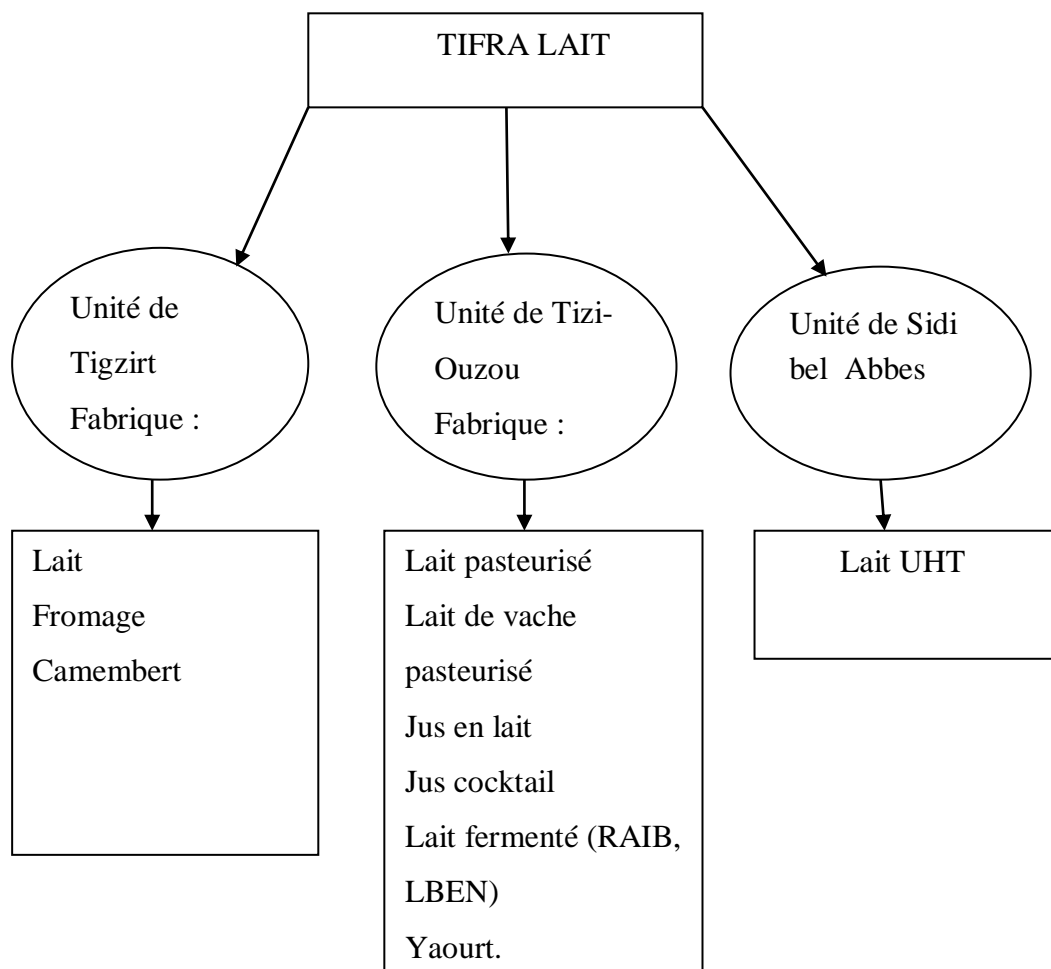 TIFRA LAIT
Unité de
Tigzirt
Fabrique :
Unité de Tizi-
Ouzou
Fabrique :
Unité de Sidi
bel Abbes
Lait
Fromage
Camembert
Lait pasteurisé
Lait de vache
pasteurisé
Jus en lait
Jus cocktail
Lait fermenté (RAIB,
LBEN)
Yaourt.
Lait UHT